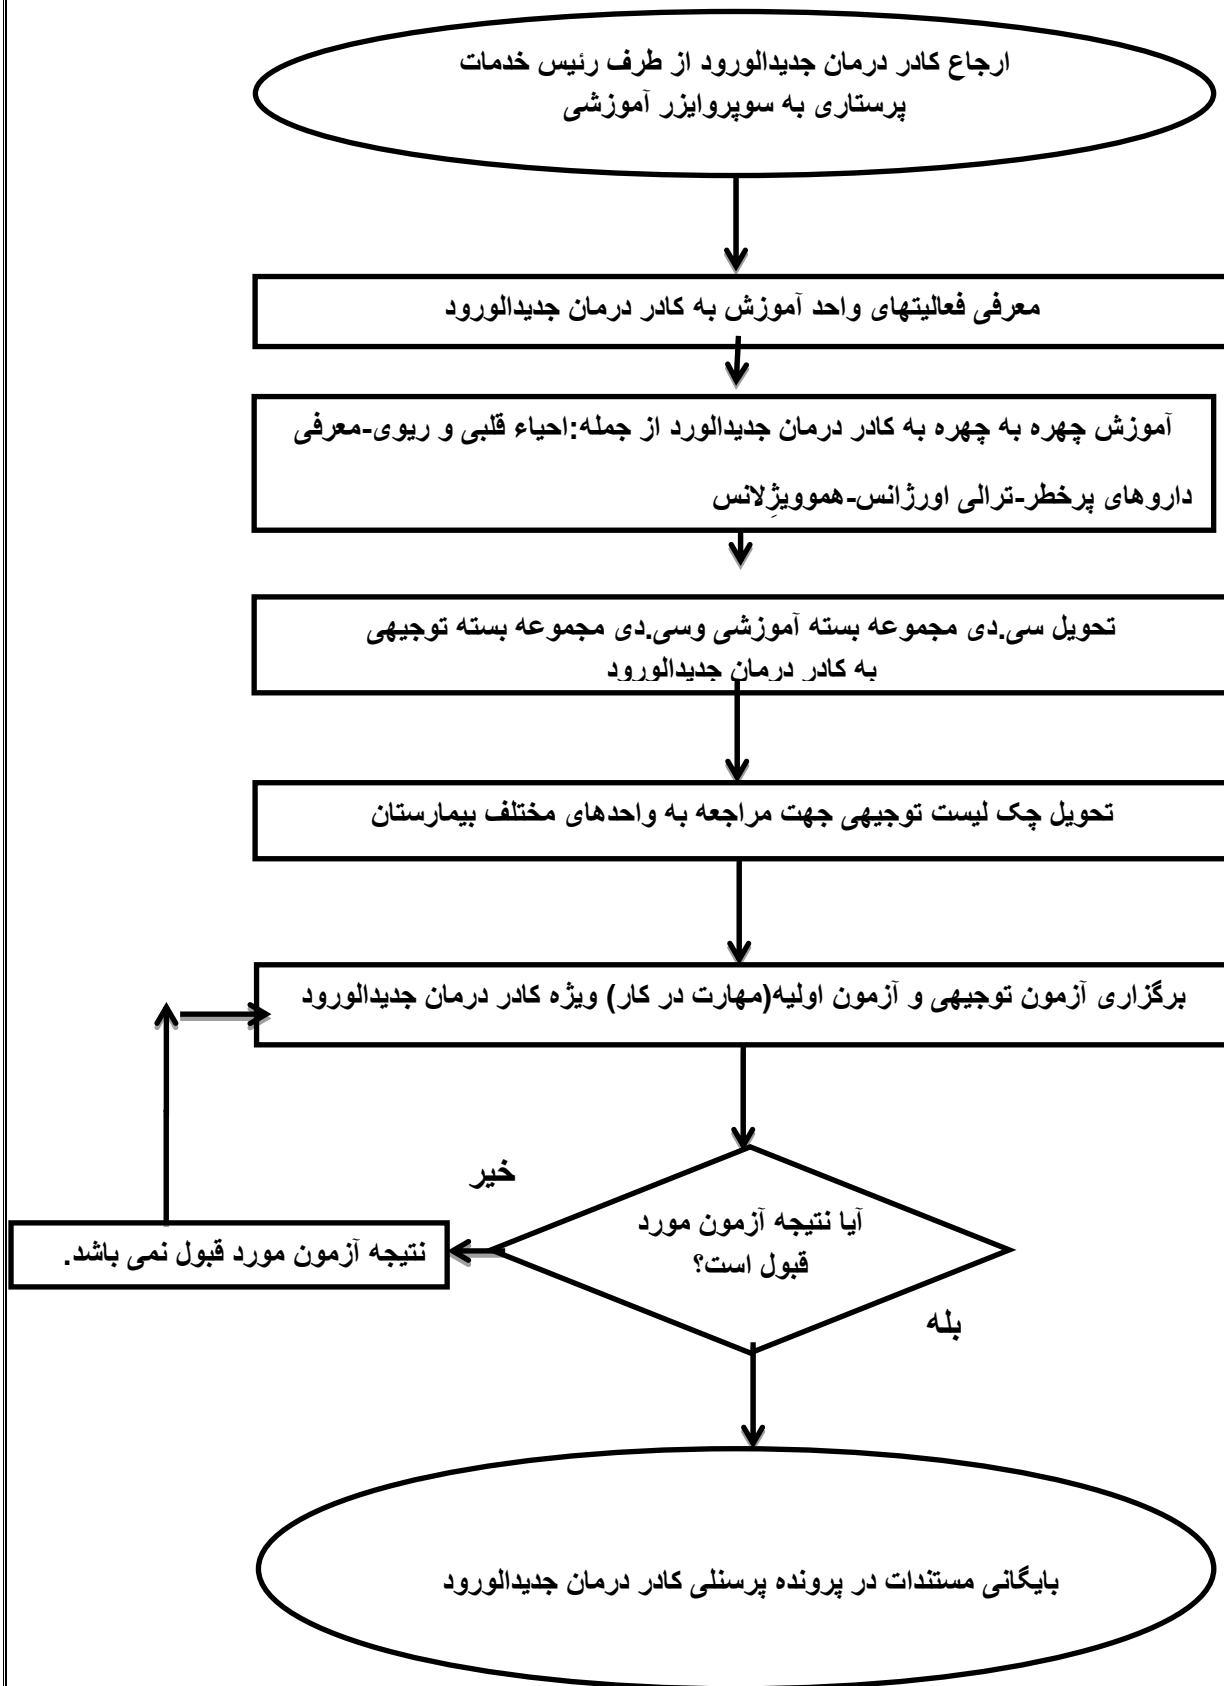 ارجاع کادر درمان جدیدالورود از طرف رئیس خدمات
پرستاری به سوپروایزر آموزشی
معرفی فعالیتهای واحد آموزش به کادر درمان جدیدالورود
آموزش چهره به چهره به کادر درمان جدیدالورد از جمله:احیاء قلبی و ریوی-معرفی
داروهای پرخطر-ترالی اورژانس-هموویژِلانس
تحویل سی.دی مجموعه بسته آموزشی وسی.دی مجموعه بسته توجیهی
به کادر درمان جدیدالورود
تحویل چک لیست توجیهی جهت مراجعه به واحدهای مختلف بیمارستان
برگزاری آزمون توجیهی و آزمون اولیه(مهارت در کار) ویژه کادر درمان جدیدالورود
خیر
آیا نتیجه آزمون مورد
قبول است؟
نتیجه آزمون مورد قبول نمی باشد.
بله
بایگانی مستندات در پرونده پرسنلی کادر درمان جدیدالورود